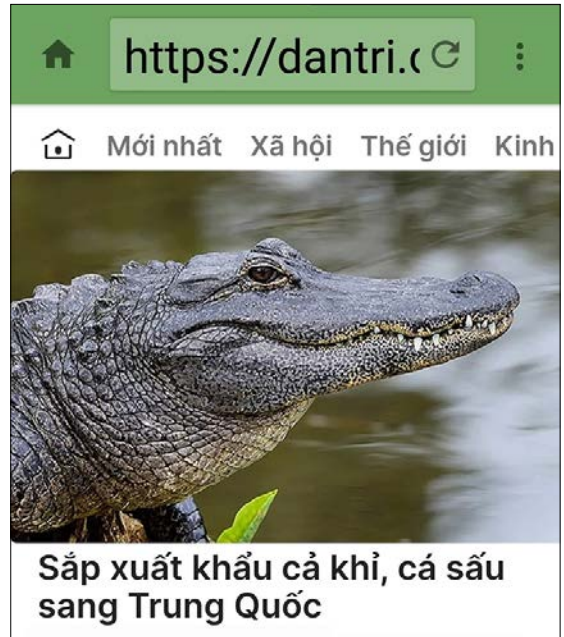 https://dantri.
Mới nhất Xã hội Thế giới Kinh
Sắp xuất khẩu cả khỉ, cá sấu
sang Trung Quốc